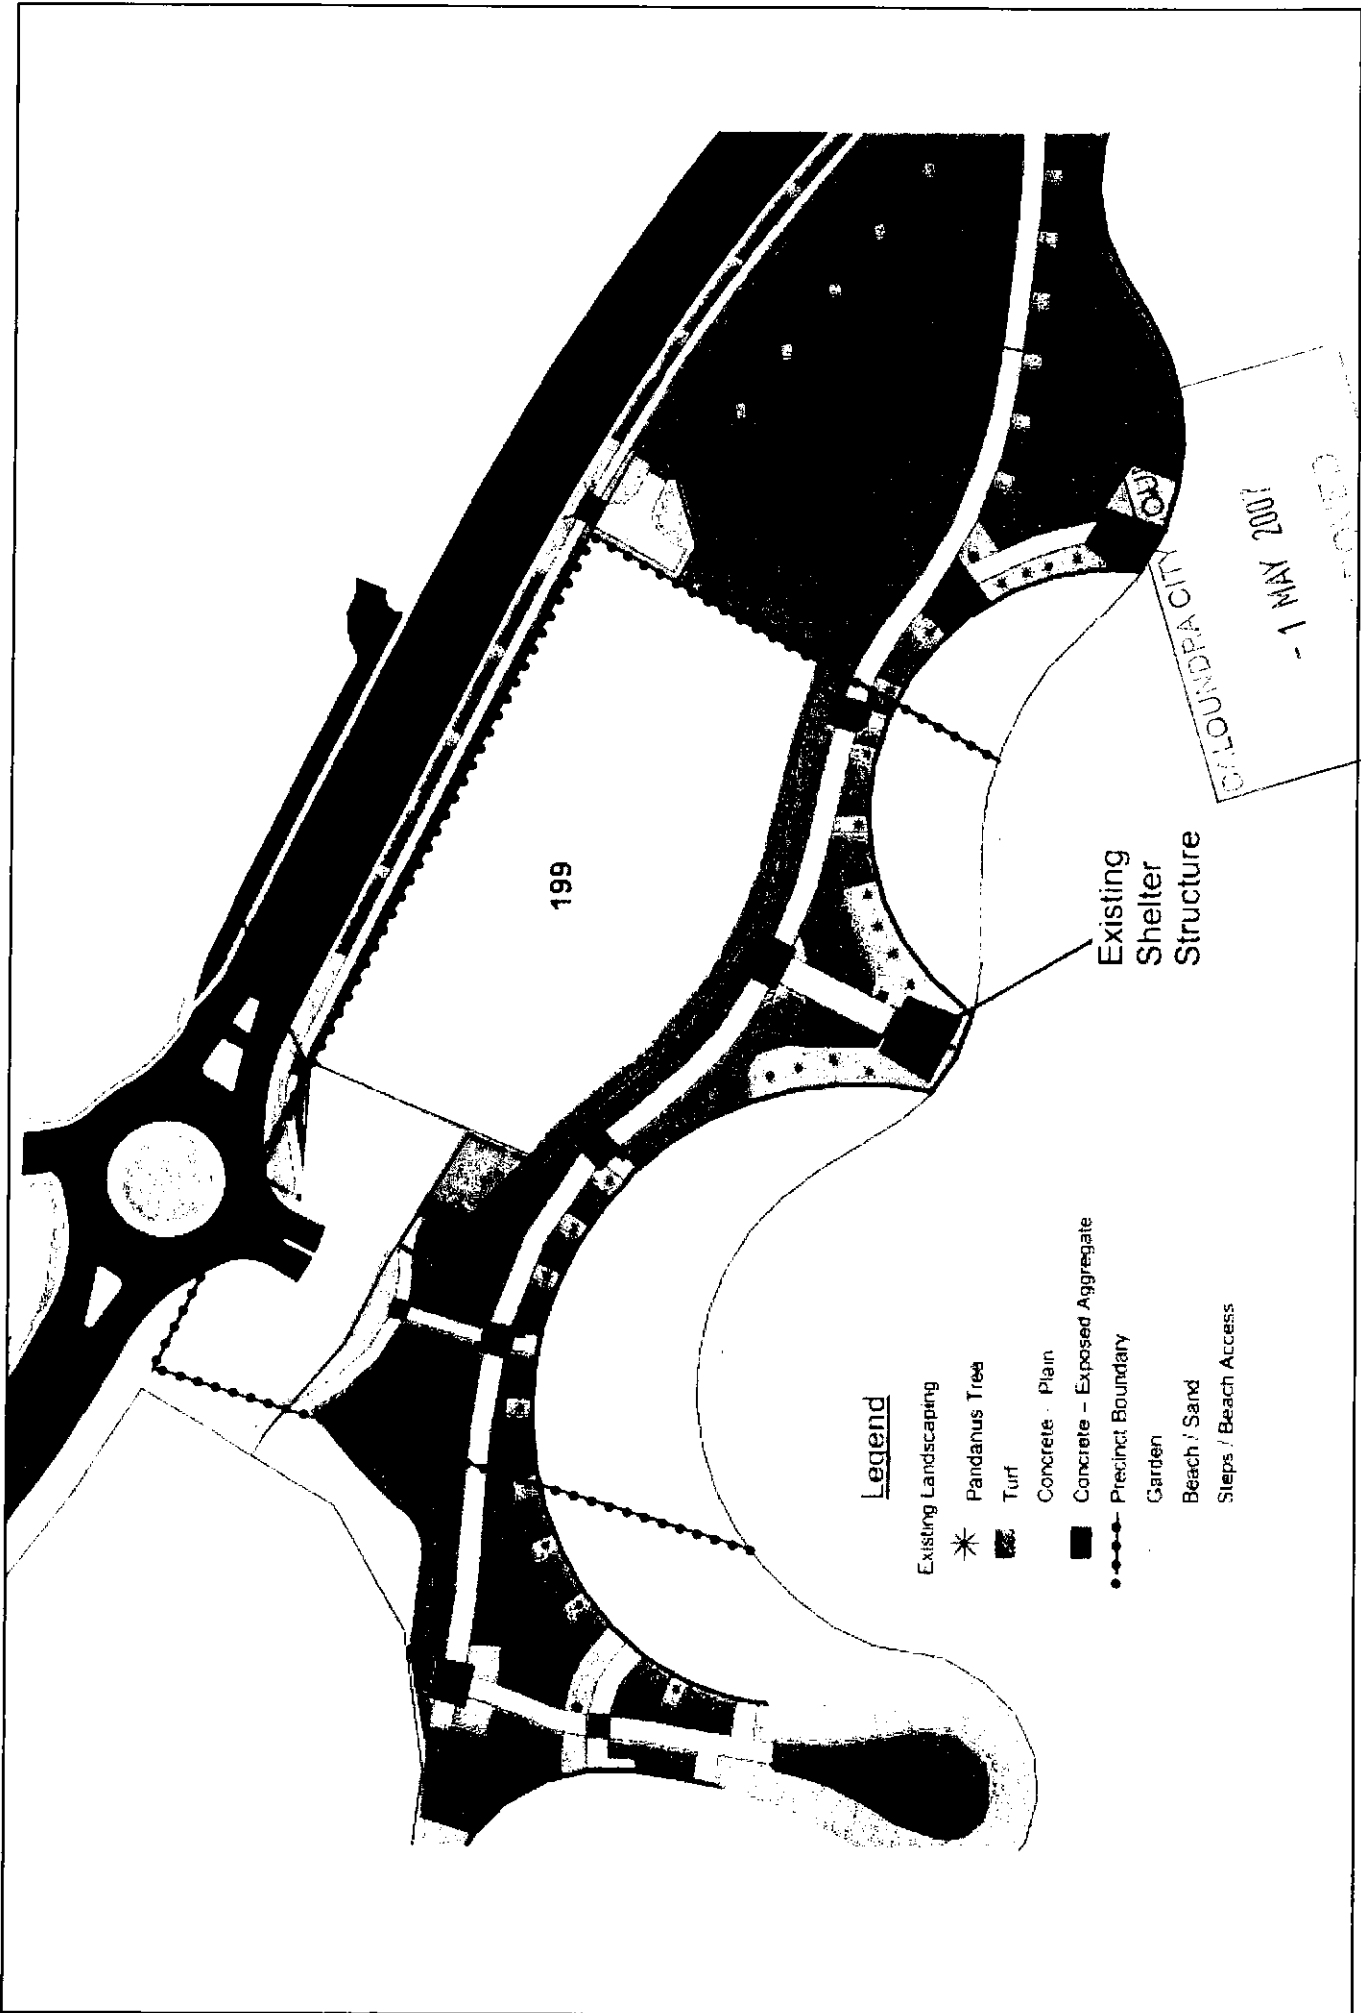 199
Existing
Shelter
Structure
Legend
Existing Landscaping
Pandanus Tree
Turf
Concrete - Plain
Concrete - Exposed Aggregate
Precinct Boundary
Garden
Beach / Sand
Steps / Beach Access
CALOUNDRA CITY
- 1 MAY 2007